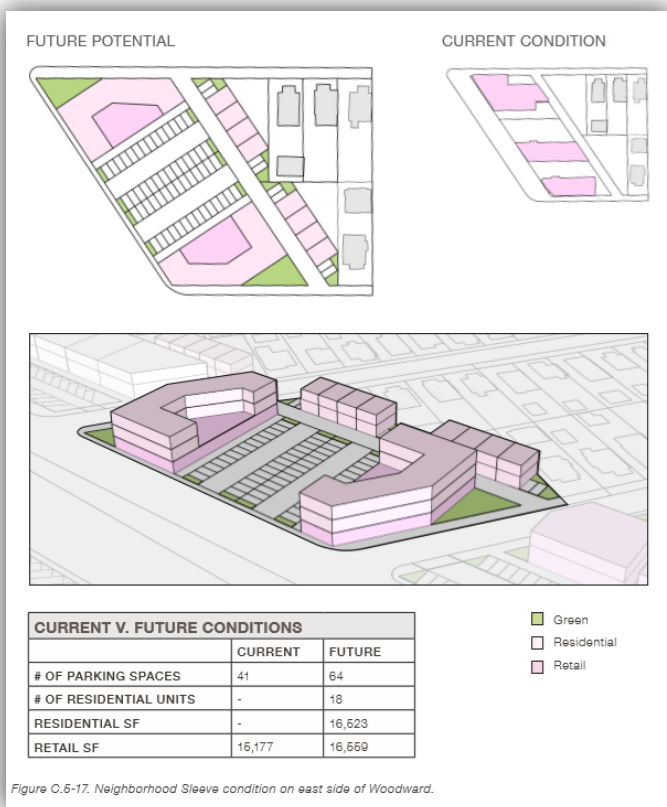 FUTURE POTENTIAL
CURRENT CONDITION
CURRENT V. FUTURE CONDITIONS
CURRENT FUTURE
# OF PARKING SPACES 41 64
# OF RESIDENTIAL UNITS - 18
RESIDENTIAL SF - 16,523
RETAIL SF 15,177 16,559
Green
Residential
Retail
Figure C.5-17. Neighborhood Sleeve condition on east side of Woodward.